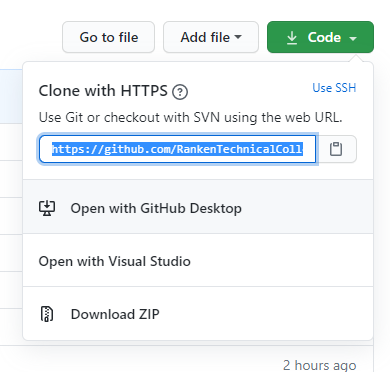 Go to file Add file Code
Clone with HTTPS Use SSH
Use Git or checkout with SVN using the web URL.
https://github.com/RankenTechnicalColl
Open with GitHub Desktop
Open with Visual Studio
Download ZIP
2 hours ago